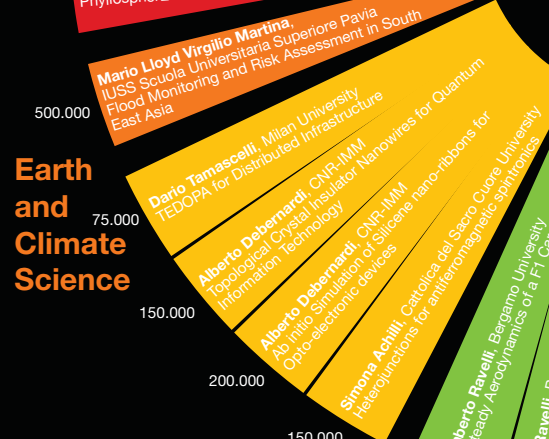 Mario Lloyd Virgilio Martina,
IUSS Scuola Universitaria Superiore Pavia
Flood Monitoring and Risk Assessment in South
East Asia
500.000
Earth
and
Climate
Science
Dario Tamascelli, Milan University
TEDOPA for Distributed Infrastructure
75.000
Alberto Debernardi, CNR-IMM
Topological Crystal Insulator Nanowires for Quantum
Information Technology
150.000
Alberto Debernardi, CNR-IMM
Ab initio Simulation of Silicene nano-ribbons for
Opto-electronic devices
200.000
Simona Achilli, Cattolica del Sacro Cuore University
Heterojunctions for antiferromagnetic spintronics
150.000
Ravelli, Bergamo University
Aerodynamics of a F1